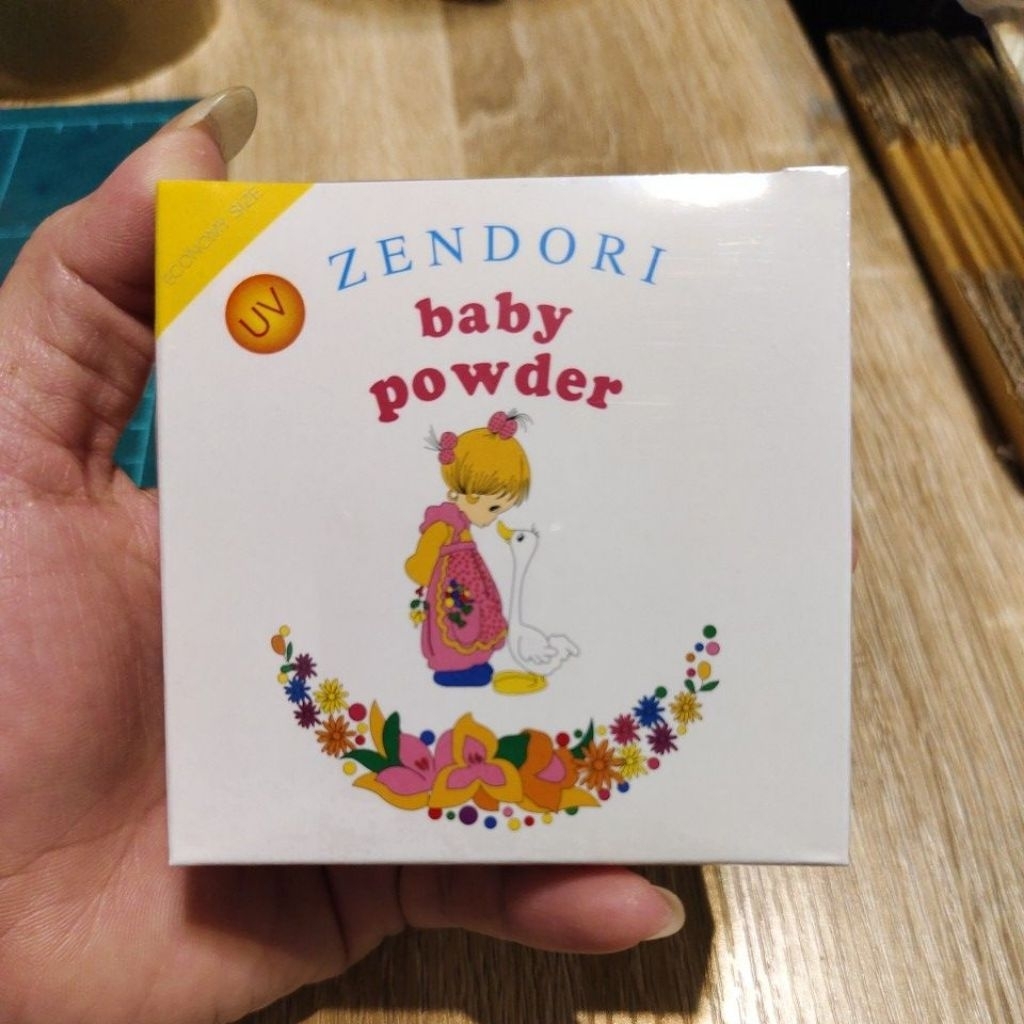 ECONOMY SIZE
UV
ZENDORI
baby
powder